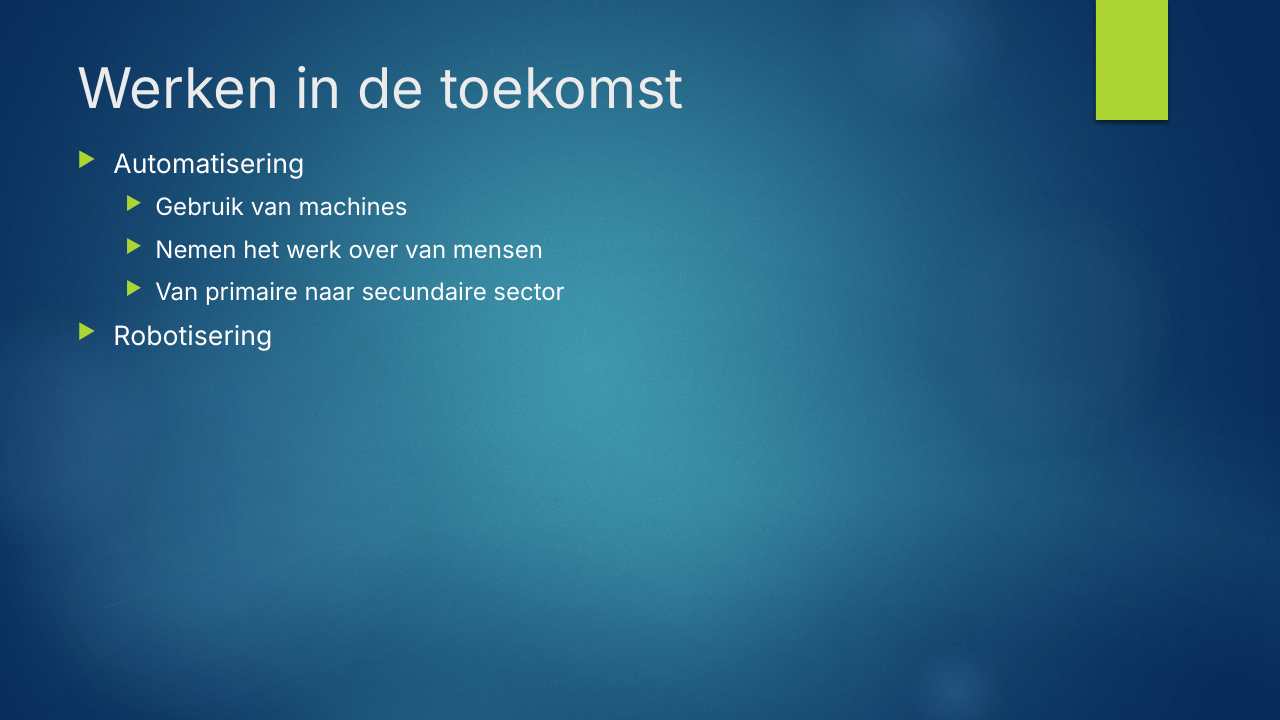 Werken in de toekomst
Automatisering
Gebruik van machines
Nemen het werk over van mensen
Van primaire naar secundaire sector
Robotisering